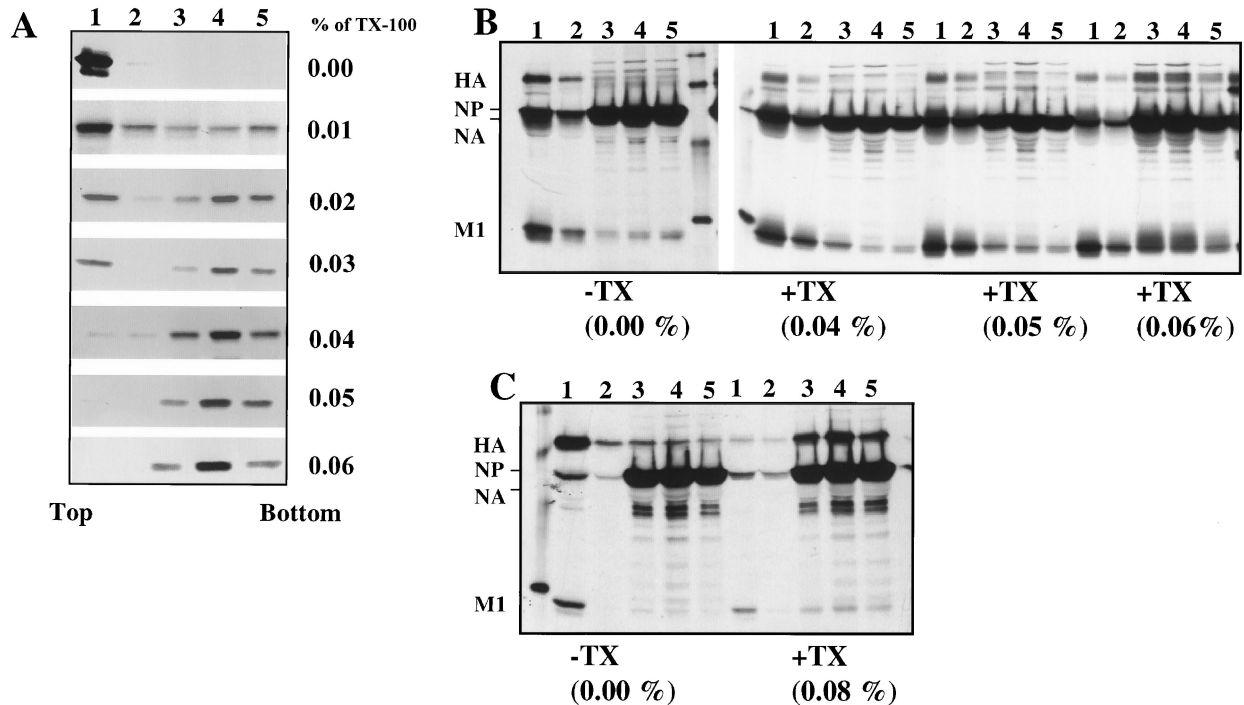 A
1 2 3 4 5
% of TX-100
0.00
0.01
0.02
0.03
0.04
0.05
0.06
Top
Bottom
B
1 2 3 4 5
1 2 3 4 5 1 2 3 4 5 1 2 3 4 5
HA
NP
NA
M1
-TX
(0.00 %)
+TX
(0.04 %)
+TX
(0.05 %)
+TX
(0.06%)
C
1 2 3 4 5 1 2 3 4 5
HA
NP
NA
M1
-TX
(0.00 %)
+TX
(0.08 %)